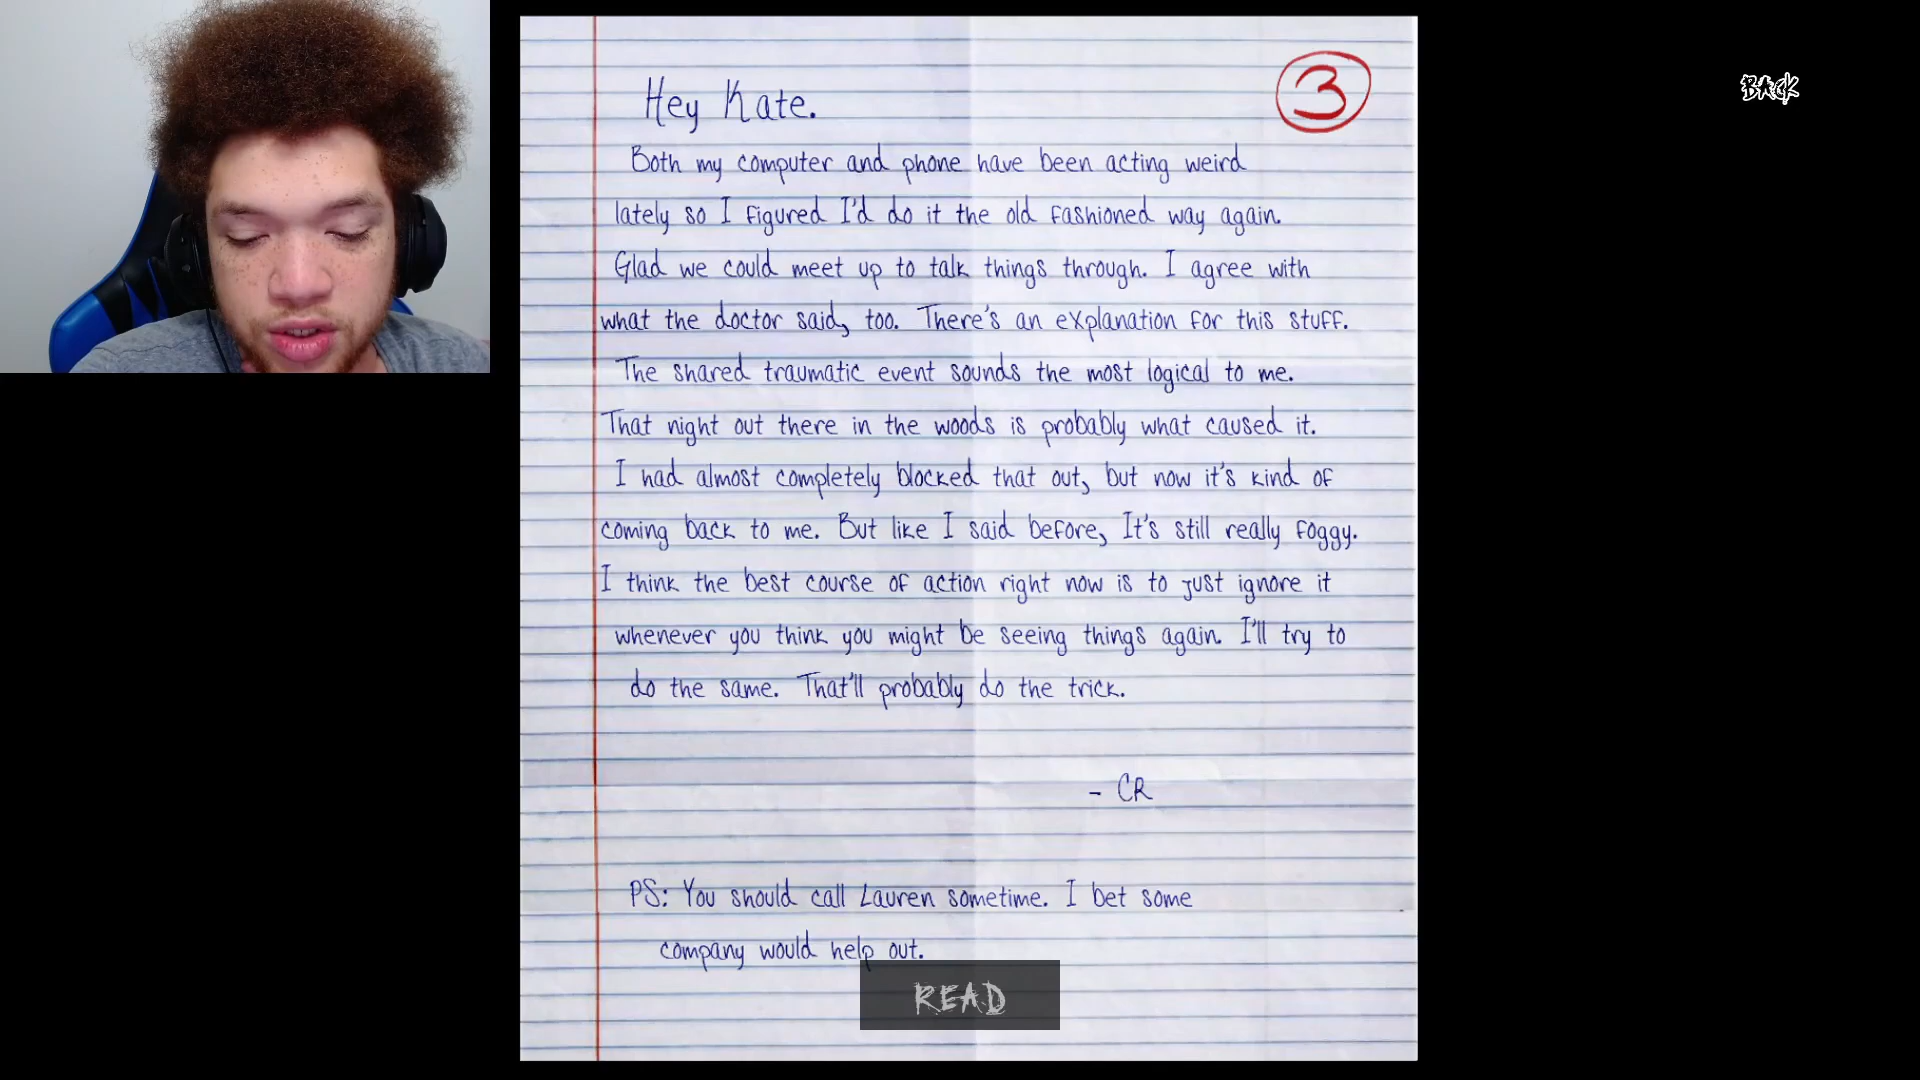 BACK
3
Hey Kate.
Both my computer and phone have been acting weird
lately so I figured I'd do it the old fashioned way again.
Glad we could meet up to talk things through. I agree with
what the doctor said, too. There's an explanation for this stuff.
The shared traumatic event sounds the most logical to me.
That night out there in the woods is probably what caused it.
I had almost completely blocked that out, but now it's kind of
coming back to me. But like I said before, It's still really foggy.
I think the best course of action right now is to just ignore it
whenever you think you might be seeing things again. I'll try to
do the same. That'll probably do the trick.
- CR
PS: You should call Lauren sometime. I bet some
company would help out.
READ